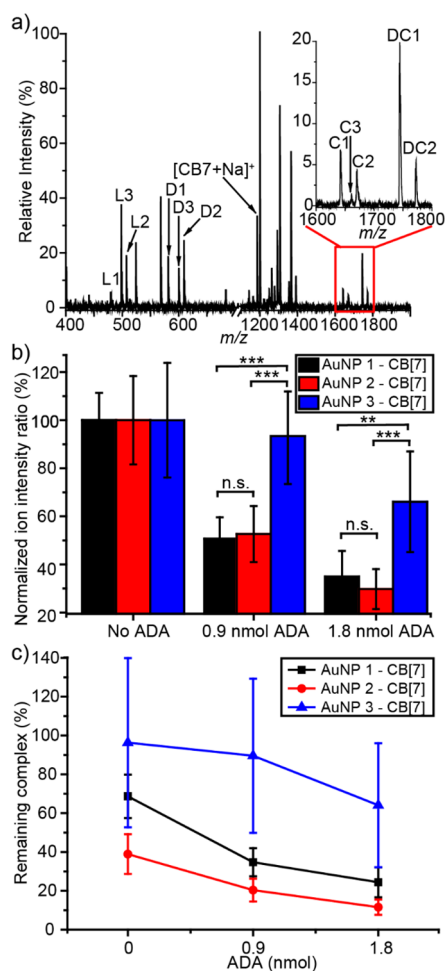 a)
Relative Intensity (%)
100
80
60
40
20
0
L3
L2
L1
D1
D3
D2
[CB7+Na]⁺
400
600
1200
1400
1600
1800
m/z
20
15
10
5
0
C1
C3
C2
DC1
DC2
1600
1700
1800
m/z
b)
Normalized ion intensity ratio (%)
120
100
80
60
40
20
AuNP 1 - CB[7]
AuNP 2 - CB[7]
AuNP 3 - CB[7]
***
***
n.s.
**
***
n.s.
No ADA
0.9 nmol ADA
1.8 nmol ADA
c)
Remaining complex (%)
140
120
100
80
60
40
20
0
AuNP 1 - CB[7]
AuNP 2 - CB[7]
AuNP 3 - CB[7]
0
0.9
1.8
ADA (nmol)